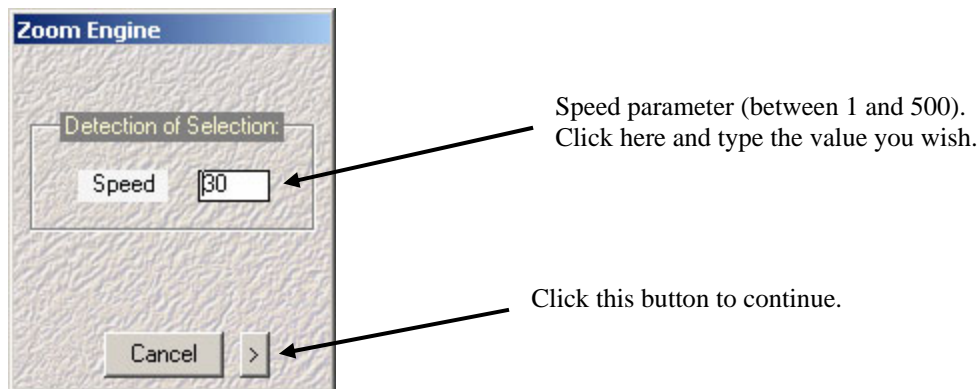 Zoom Engine
Detection of Selection:
Speed 30
Speed parameter (between 1 and 500).
Click here and type the value you wish.
Click this button to continue.
Cancel >